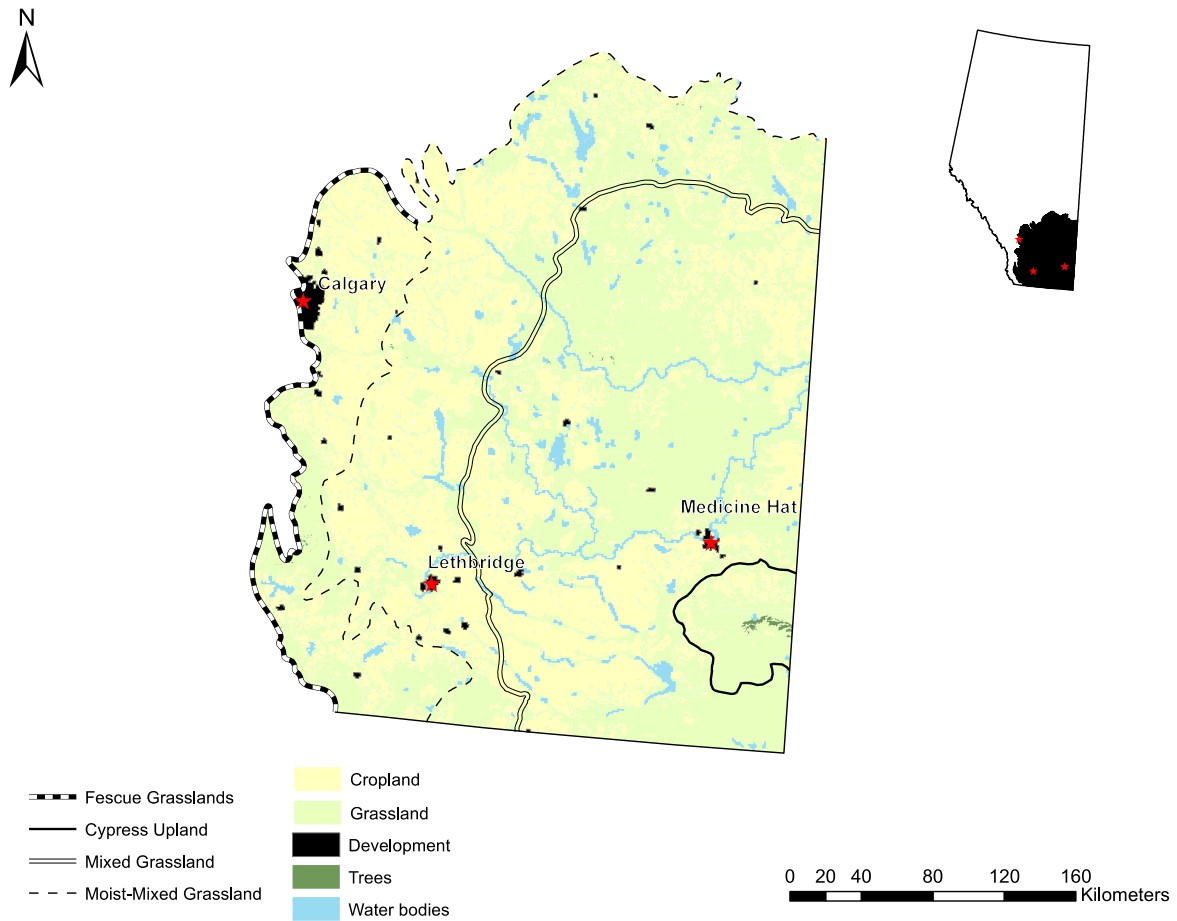 N
Calgary
Medicine Hat
Lethbridge
Fescue Grasslands
Cypress Upland
Mixed Grassland
Moist-Mixed Grassland
Cropland
Grassland
Development
Trees
Water bodies
0 20 40 80 120 160
Kilometers